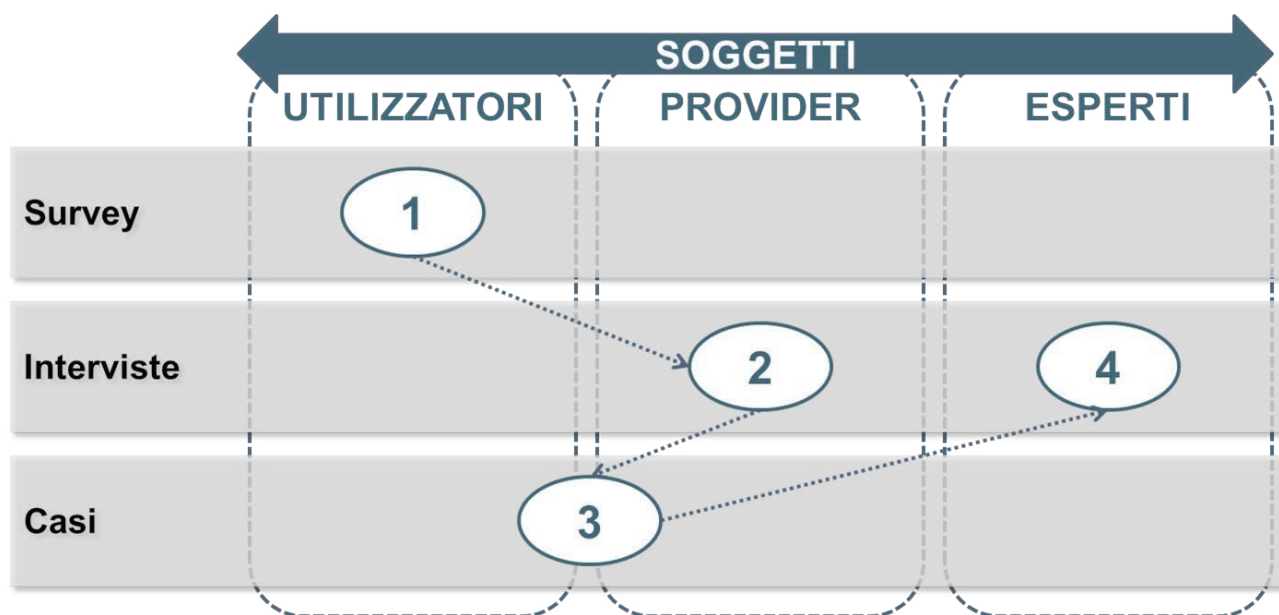 SOGGETTI
UTILIZZATORI PROVIDER ESPERTI
Survey 1
Interviste 2 4
Casi 3